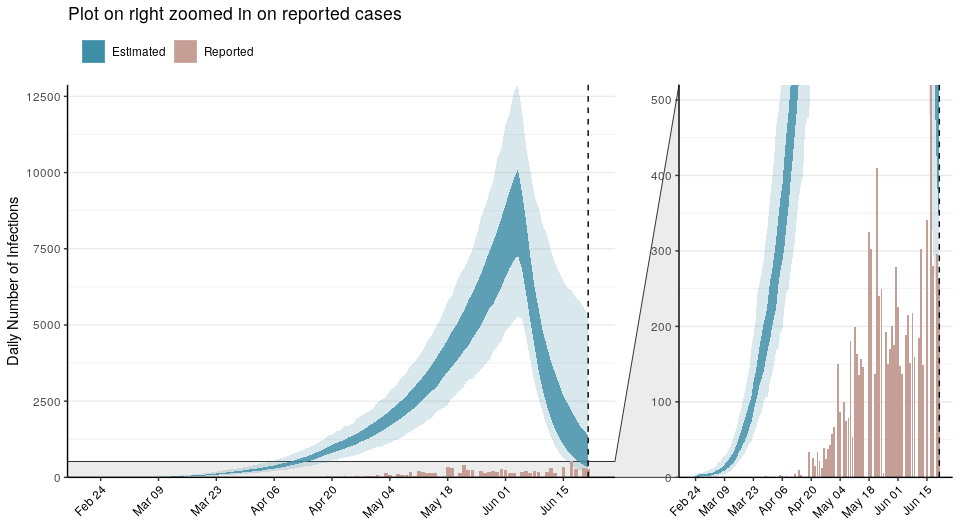 Plot on right zoomed in on reported cases
Estimated Reported
Daily Number of Infections
12500
10000
7500
5000
2500
0
Feb 24 Mar 09 Mar 23 Apr 06 Apr 20 May 04 May 18 Jun 01 Jun 15
500
400
300
200
100
0
Feb 24 Mar 09 Mar 23 Apr 06 Apr 20 May 04 May 18 Jun 01 Jun 15